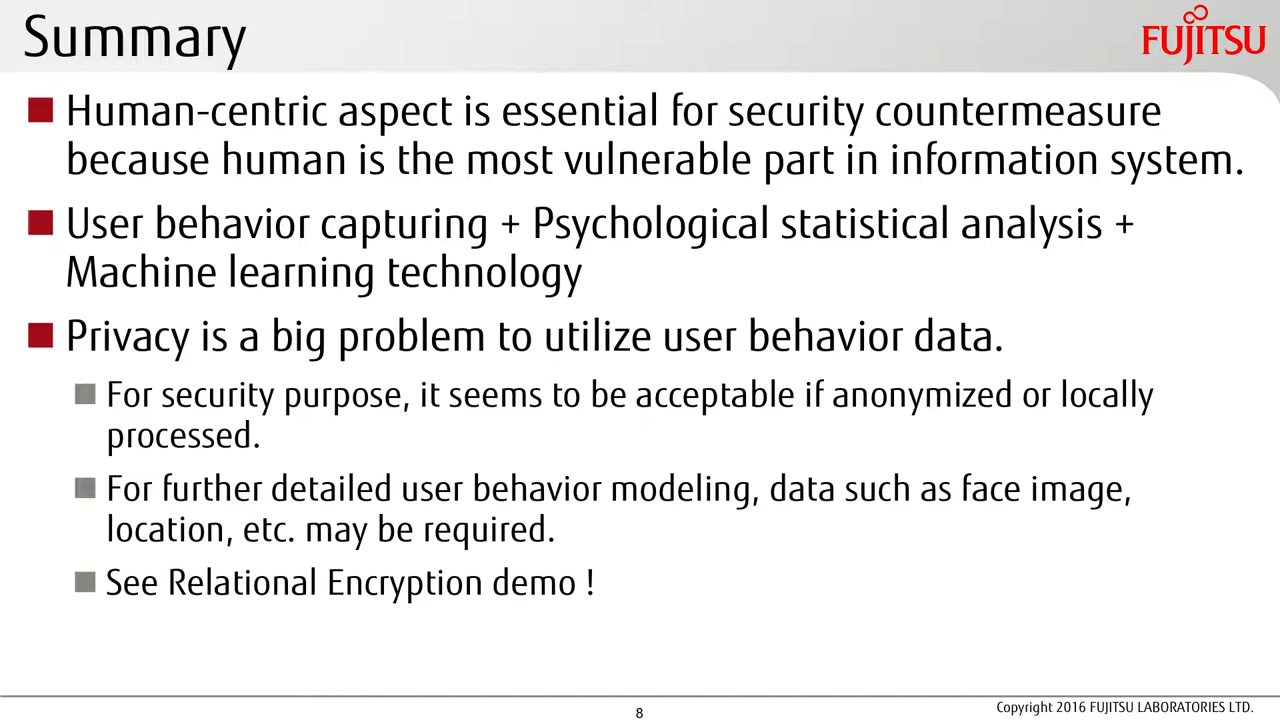 Summary
FUJITSU
Human-centric aspect is essential for security countermeasure
because human is the most vulnerable part in information system.
User behavior capturing + Psychological statistical analysis +
Machine learning technology
Privacy is a big problem to utilize user behavior data.
For security purpose, it seems to be acceptable if anonymized or locally
processed.
For further detailed user behavior modeling, data such as face image,
location, etc. may be required.
See Relational Encryption demo !
8
Copyright 2016 FUJITSU LABORATORIES LTD.